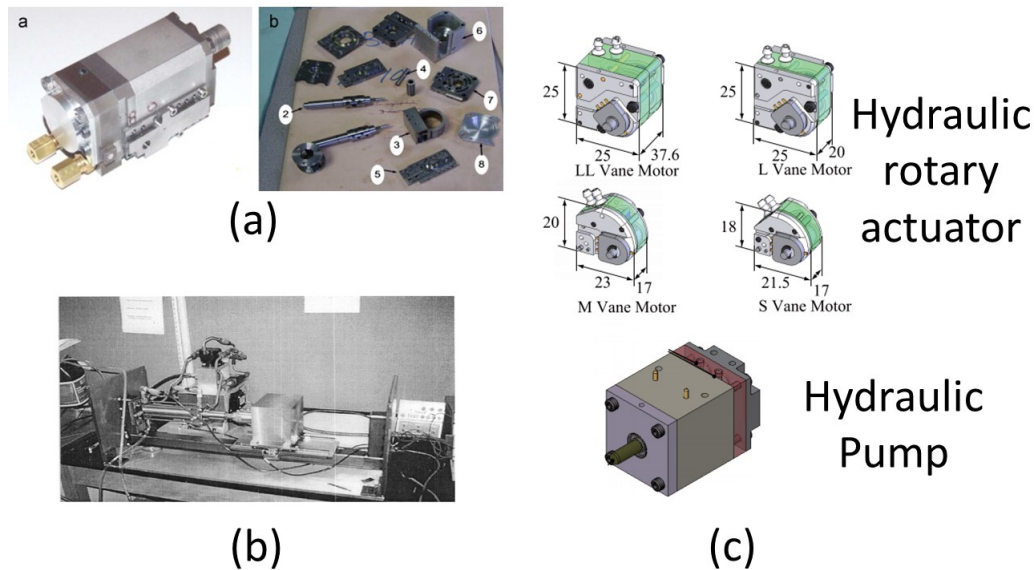 a
b
6
4
2
7
3
8
5
(a)
25
25
37.6
LL Vane Motor
25
25
20
L Vane Motor
20
23
17
M Vane Motor
18
21.5
17
S Vane Motor
Hydraulic
rotary
actuator
Hydraulic
Pump
(b)
(c)